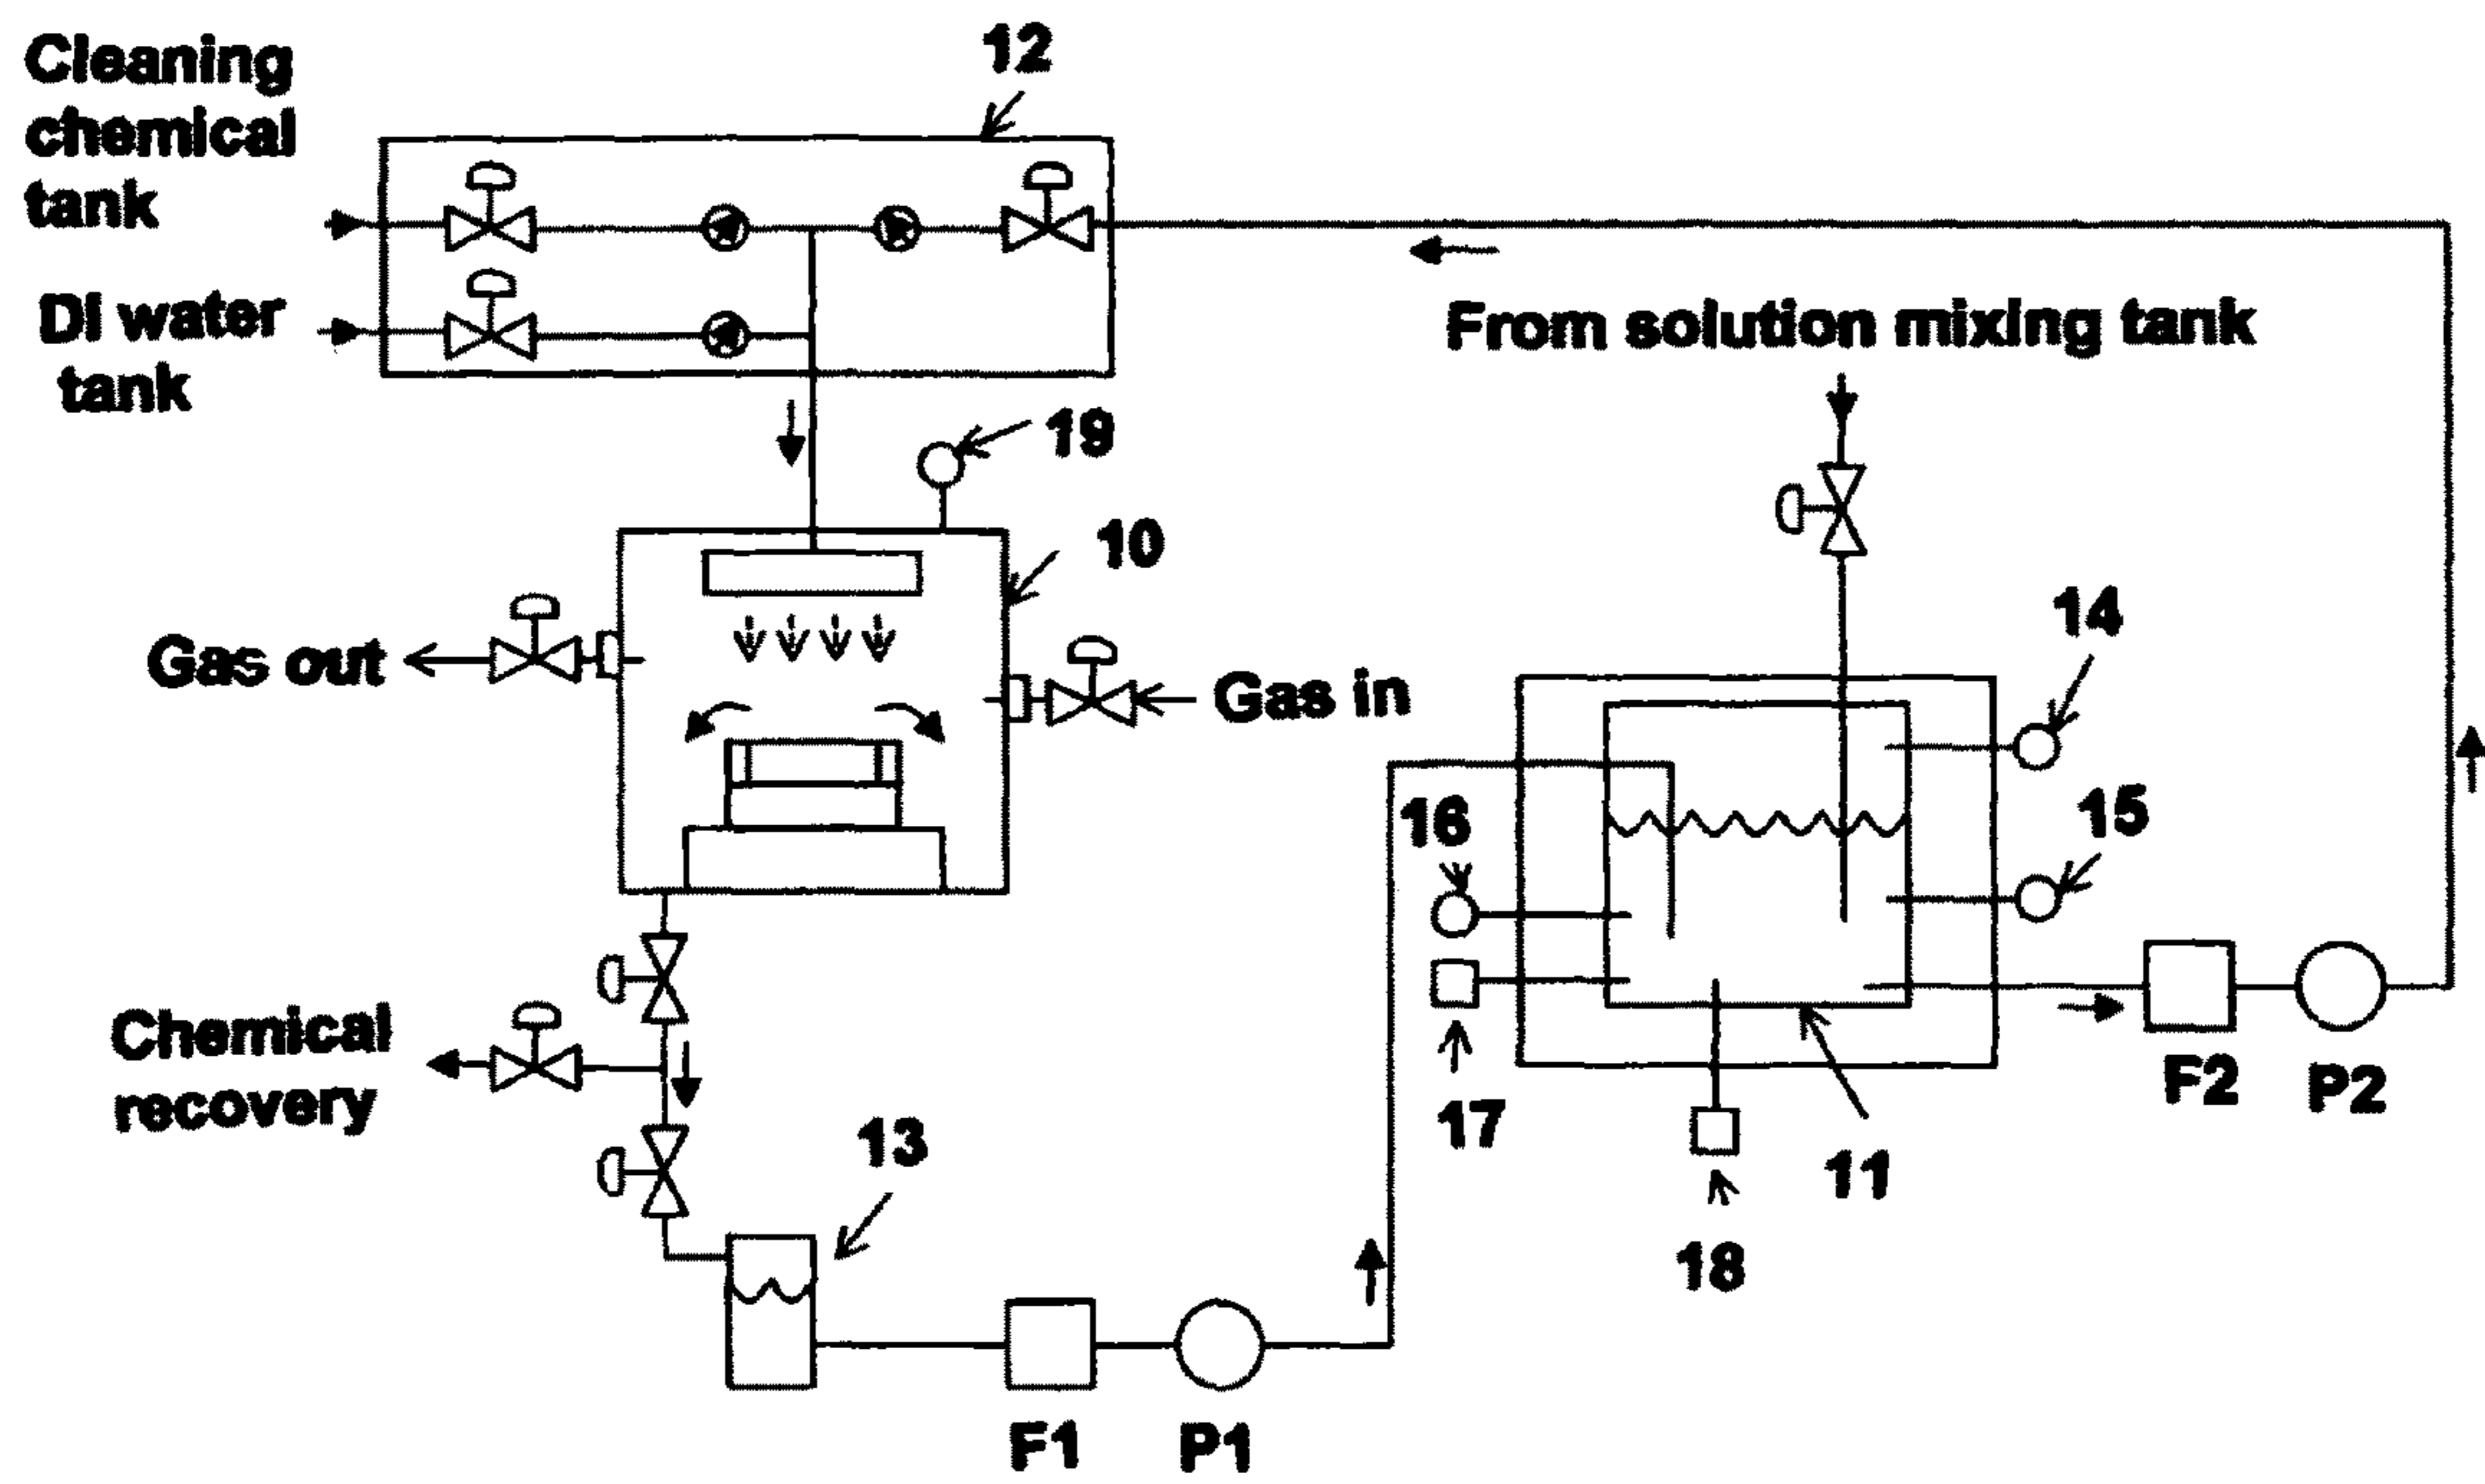 Cleaning
chemical
tank
12
DI water
tank
From solution mixing tank
19
10
Gas out
Gas in
14
16
15
Chemical
recovery
13
17
11
18
F2
P2
F1
P1